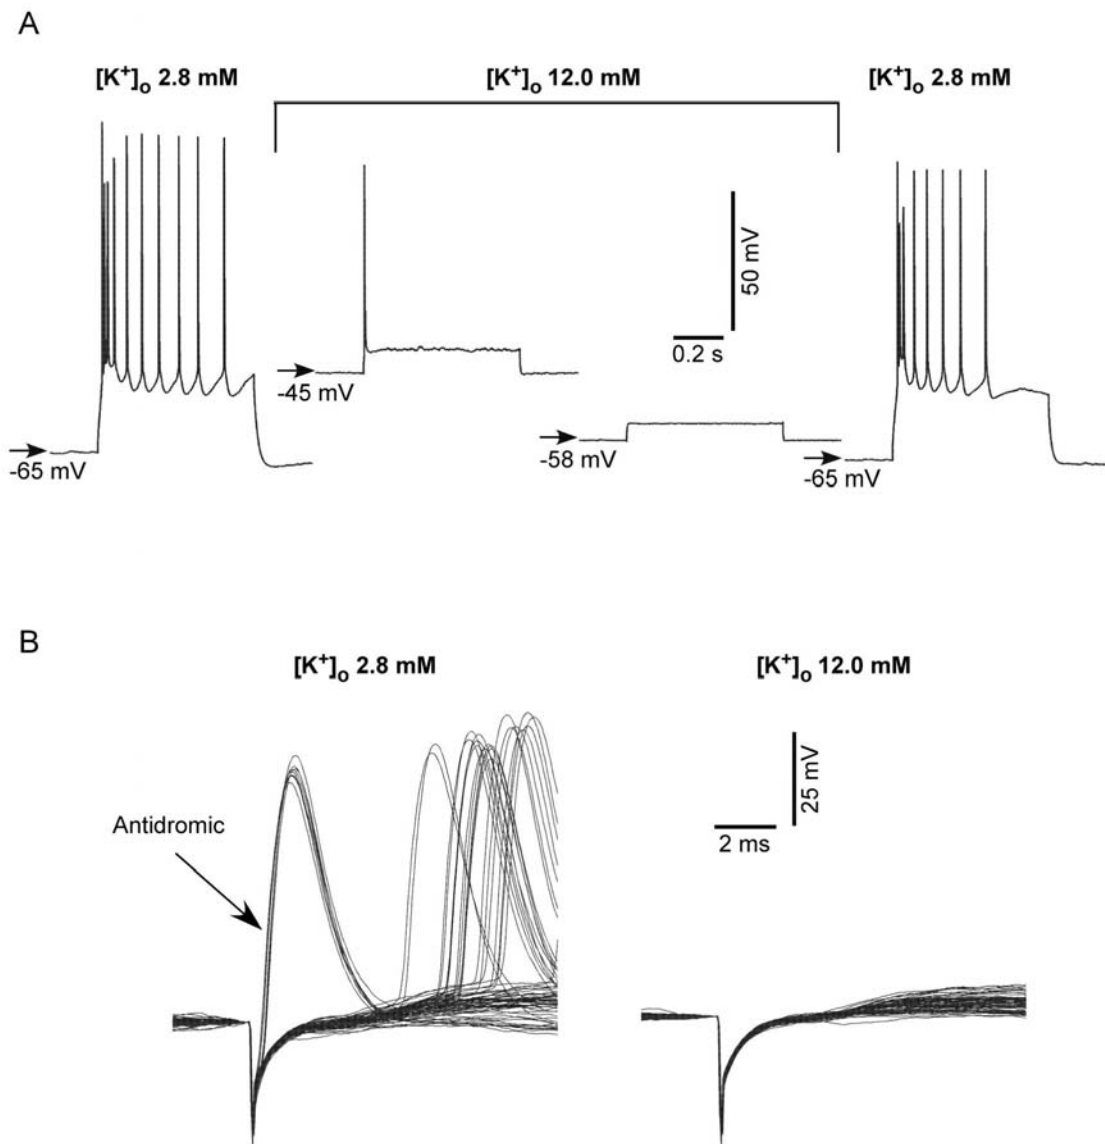 A
[K⁺]ₒ 2.8 mM
[K⁺]ₒ 12.0 mM
[K⁺]ₒ 2.8 mM
50 mV
0.2 s
-45 mV
-65 mV
-58 mV
-65 mV
B
[K⁺]ₒ 2.8 mM
[K⁺]ₒ 12.0 mM
25 mV
2 ms
Antidromic